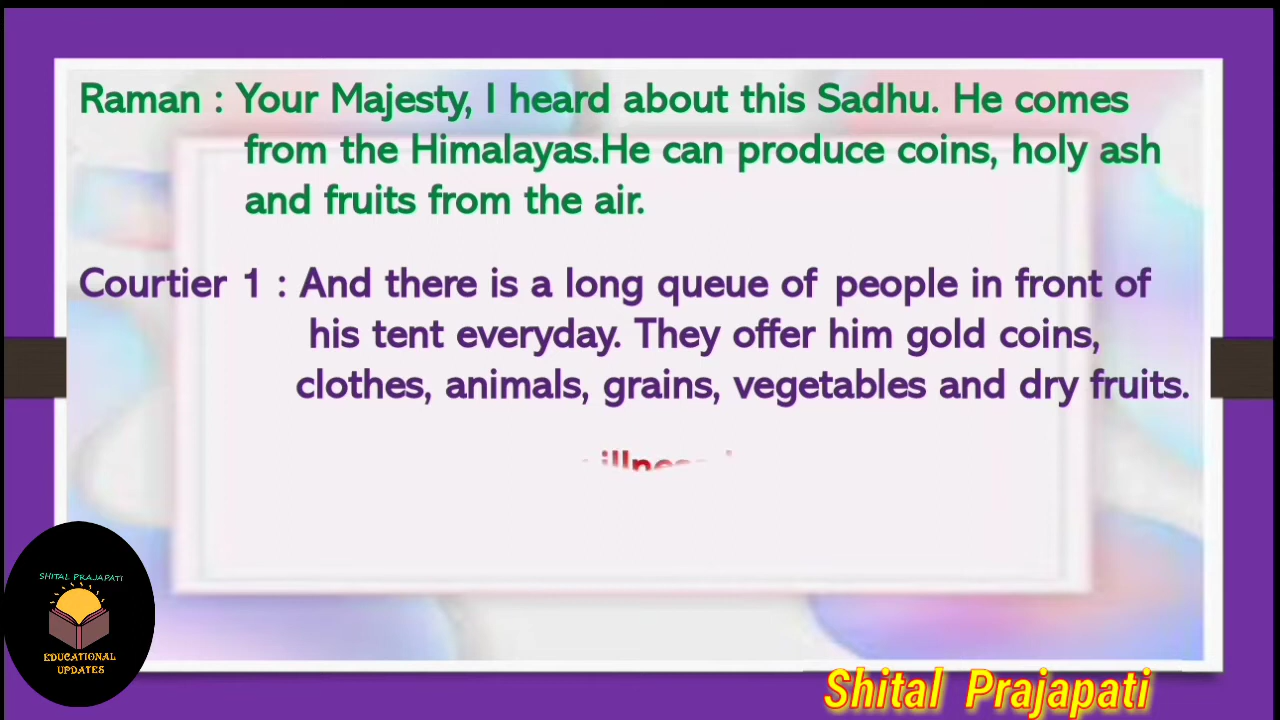 Raman : Your Majesty, I heard about this Sadhu. He comes
from the Himalayas.He can produce coins, holy ash
and fruits from the air.
Courtier 1 : And there is a long queue of people in front of
his tent everyday. They offer him gold coins,
clothes, animals, grains, vegetables and dry fruits.
SHITAL PRAJAPATI
EDUCATIONAL
UPDATES
Shital Prajapati